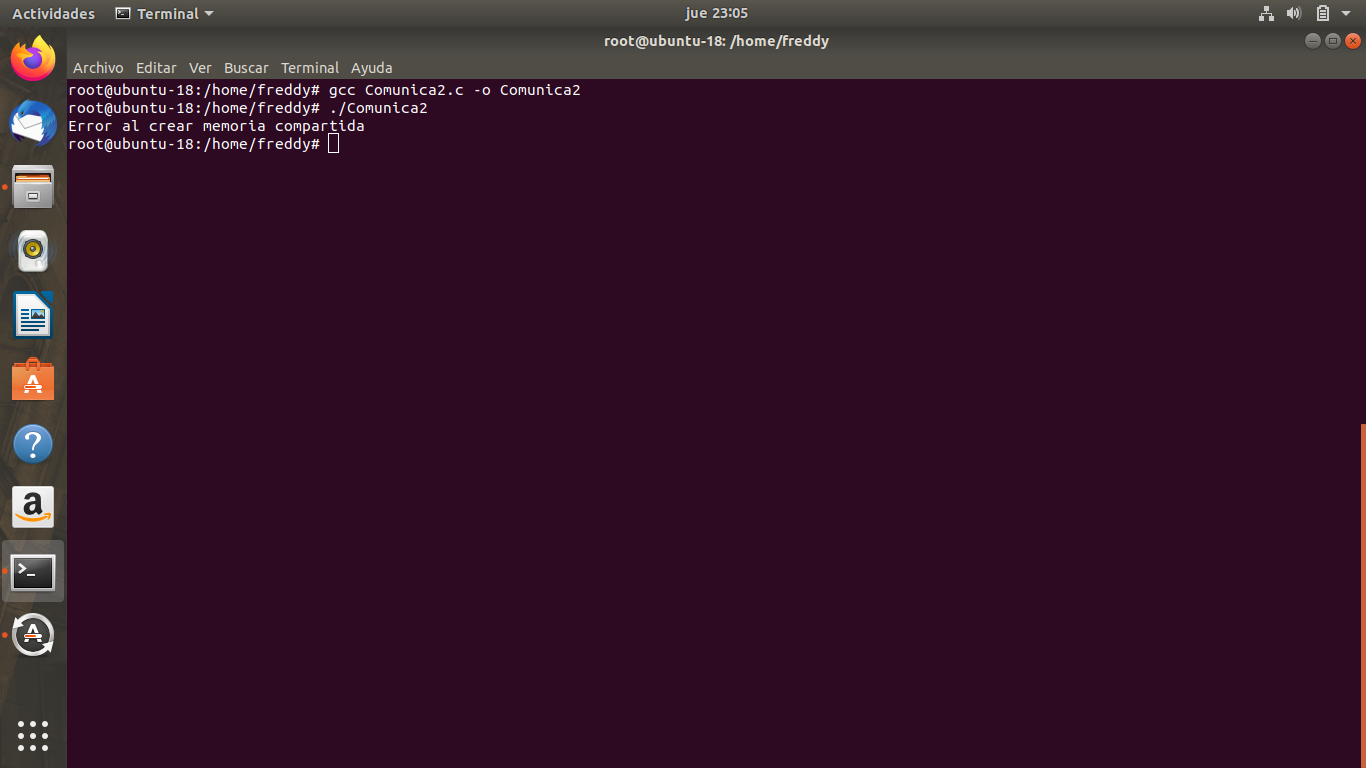 Actividades Terminal jue 23:05
root@ubuntu-18: /home/freddy
Archivo Editar Ver Buscar Terminal Ayuda
root@ubuntu-18:/home/freddy# gcc Comunica2.c -o Comunica2
root@ubuntu-18:/home/freddy# ./Comunica2
Error al crear memoria compartida
root@ubuntu-18:/home/freddy#